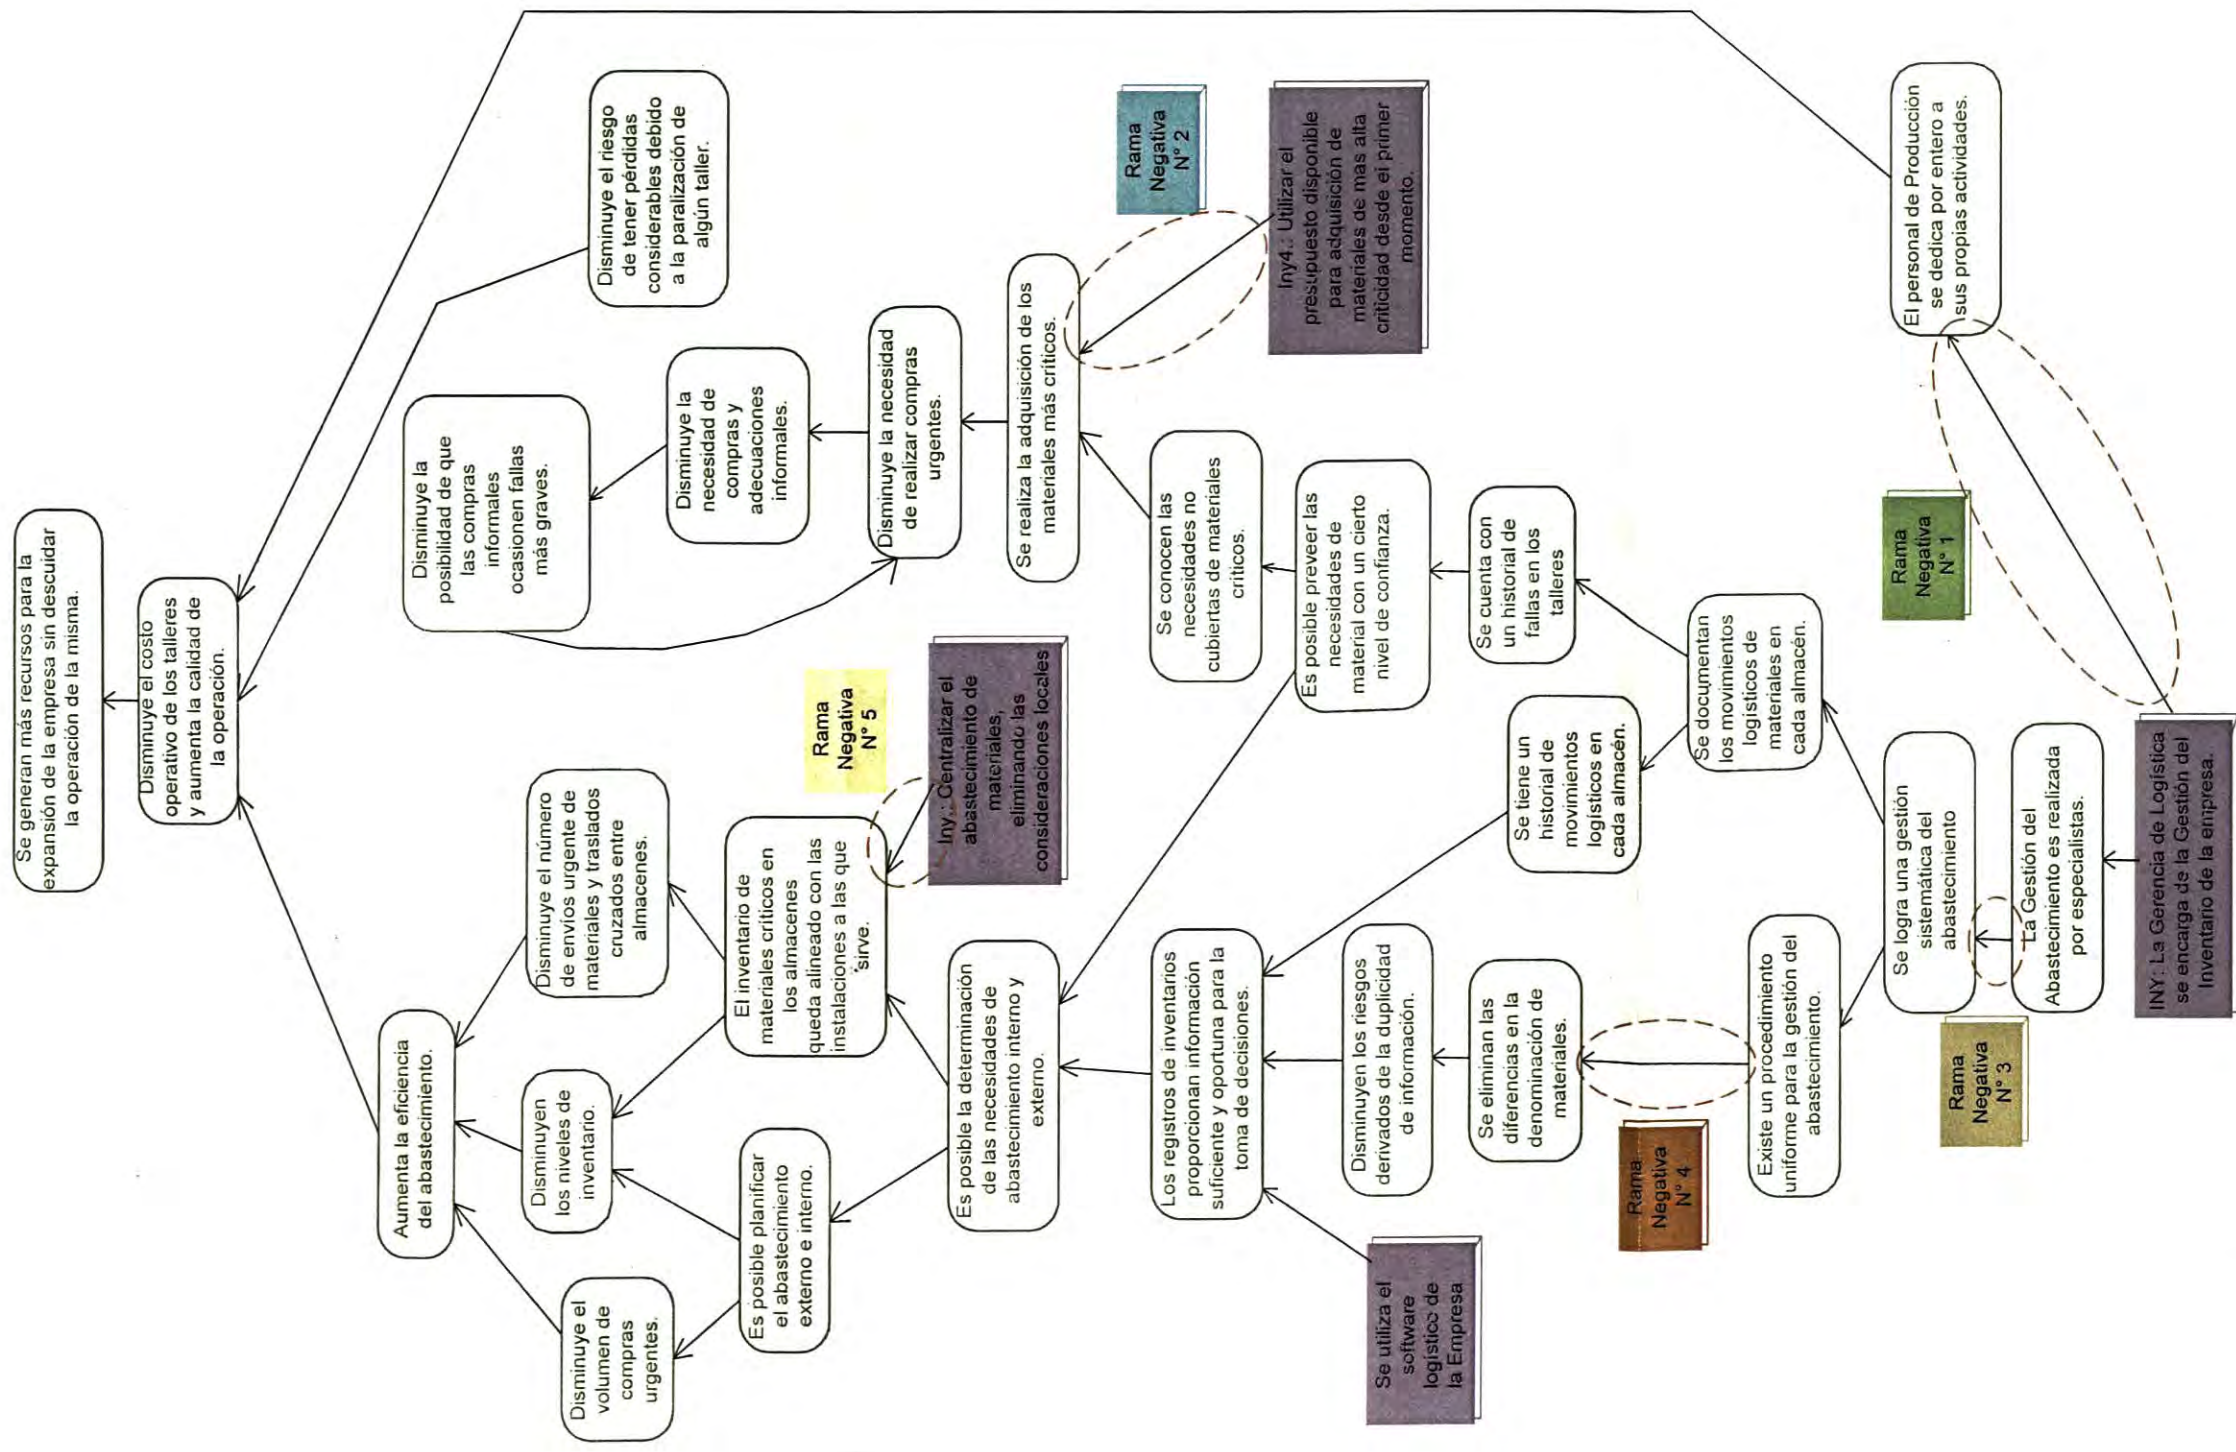 Se generan más recursos para la
expansión de la empresa sin descuidar
la operación de la misma.
Disminuye el costo
operativo de los talleres
y aumenta la calidad de
la operación.
Disminuye el riesgo
de tener pérdidas
considerables debido
a la paralización de
algún taller.
Aumenta la eficiencia
del abastecimiento.
Disminuye la
posibilidad de que
las compras
informales
ocasionen fallas
más graves.
Disminuye el número
de envíos urgente de
materiales y traslados
cruzados entre
almacenes.
Disminuyen
los niveles de
inventario.
Disminuye el
volumen de
compras
urgentes.
Disminuye la
necesidad de
compras y
adecuaciones
informales.
El inventario de
materiales críticos en
los almacenes
queda alineado con las
instalaciones a las que
sirve.
Es posible planificar
el abastecimiento
externo e interno.
Rama
Negativa
N° 5
Iny.: Centralizar el
abastecimiento de
materiales,
eliminando las
consideraciones locales
Disminuye la necesidad
de realizar compras
urgentes.
Es posible la determinación
de las necesidades de
abastecimiento interno y
externo.
Se realiza la adquisición de los
materiales más críticos.
Rama
Negativa
N° 2
Iny4.: Utilizar el
presupuesto disponible
para adquisición de
materiales de mas alta
criticidad desde el primer
momento.
Se conocen las
necesidades no
cubiertas de materiales
críticos.
Los registros de inventarios
proporcionan información
suficiente y oportuna para la
toma de decisiones.
Es posible preveer las
necesidades de
material con un cierto
nivel de confianza.
Disminuyen los riesgos
derivados de la duplicidad
de información.
Se utiliza el
software
logístico de
la Empresa
Se cuenta con
un historial de
fallas en los
talleres
Se tiene un
historial de
movimientos
logísticos en
cada almacén.
Se eliminan las
diferencias en la
denominación de
materiales.
Rama
Negativa
N° 4
Se documentan
los movimientos
logísticos de
materiales en
cada almacén.
Existe un procedimiento
uniforme para la gestión del
abastecimiento.
El personal de Producción
se dedica por entero a
sus propias actividades.
Rama
Negativa
N° 1
Se logra una gestión
sistemática del
abastecimiento
Rama
Negativa
N° 3
La Gestión del
Abastecimiento es realizada
por especialistas.
INY: La Gerencia de Logística
se encarga de la Gestión del
Inventario de la empresa.